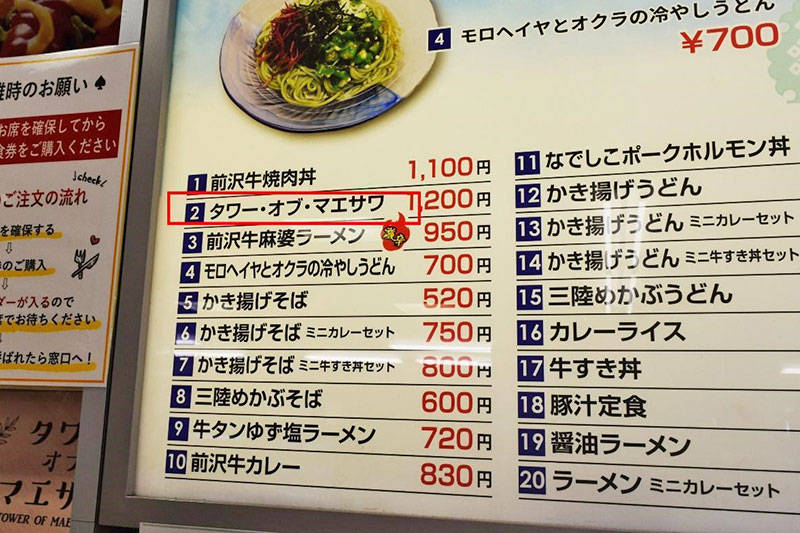 4 モロヘイヤとオクラの冷やしうどん
¥700
時のお願い♠
お席を確保してから
食券をご購入ください
check!
ご注文の流れ
を確保する
↓
のご購入
↓
ダーが入るので
でお待ちください
↓
ばれたら窓口へ!
タワ
オブ
マエサ
TOWER OF MAE
1 前沢牛焼肉丼 1,100円
2 タワー・オブ・マエサワ 1,200円
3 前沢牛麻婆ラーメン 激辛 950円
4 モロヘイヤとオクラの冷やしうどん 700円
5 かき揚げそば 520円
6 かき揚げそば ミニカレーセット 750円
7 かき揚げそば ミニ牛すき丼セット 800円
8 三陸めかぶそば 600円
9 牛タンゆず塩ラーメン 720円
10 前沢牛カレー 830円
11 なでしこポークホルモン丼
12 かき揚げうどん
13 かき揚げうどん ミニカレーセット
14 かき揚げうどん ミニ牛すき丼セット
15 三陸めかぶうどん
16 カレーライス
17 牛すき丼
18 豚汁定食
19 醤油ラーメン
20 ラーメン ミニカレーセット